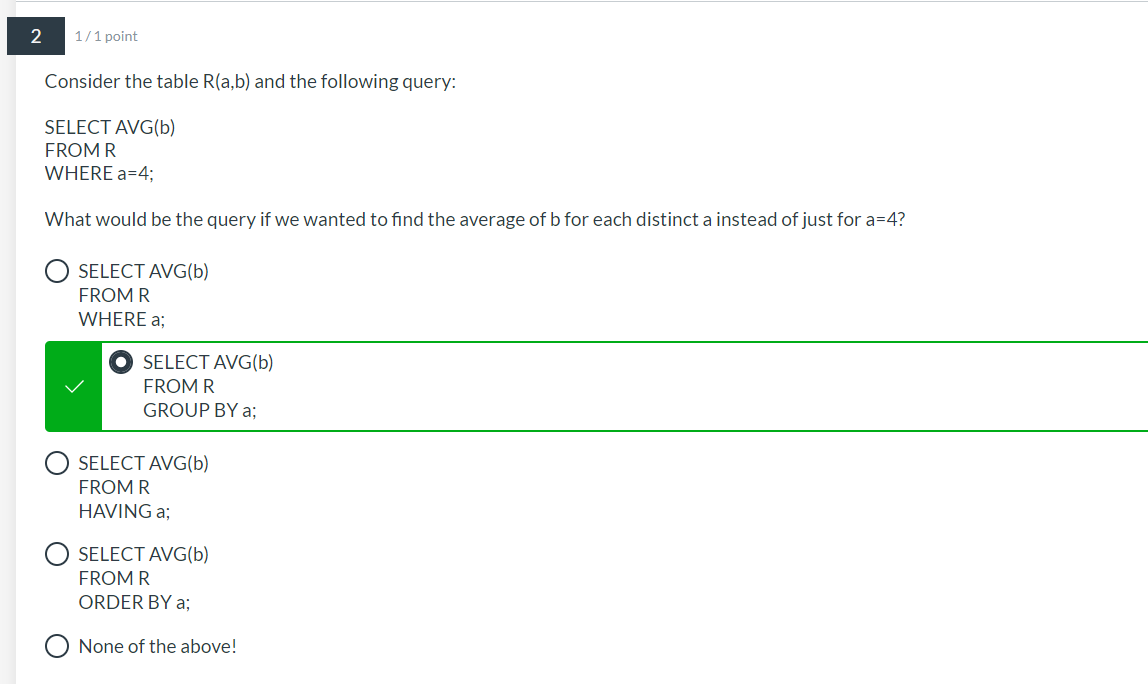 2
1 / 1 point
Consider the table R(a,b) and the following query:
SELECT AVG(b)
FROM R
WHERE a=4;
What would be the query if we wanted to find the average of b for each distinct a instead of just for a=4?
SELECT AVG(b)
FROM R
WHERE a;
SELECT AVG(b)
FROM R
GROUP BY a;
SELECT AVG(b)
FROM R
HAVING a;
SELECT AVG(b)
FROM R
ORDER BY a;
None of the above!